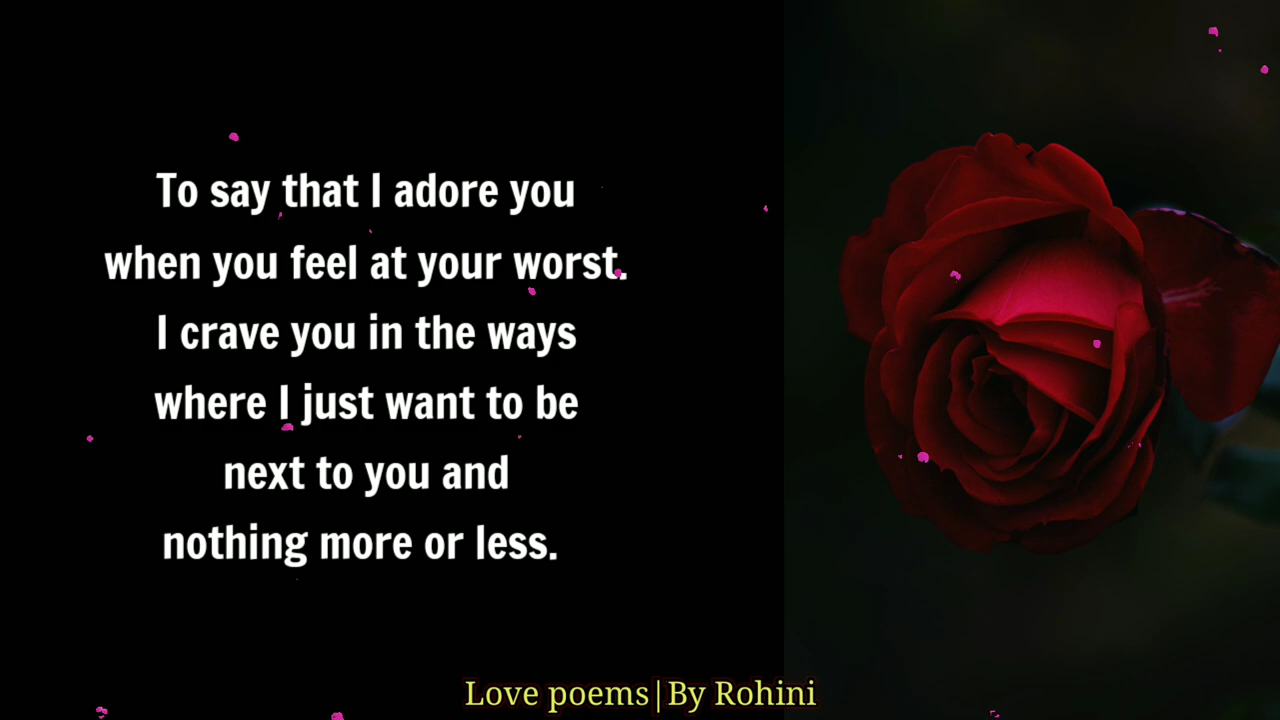 To say that I adore you
when you feel at your worst.
I crave you in the ways
where I just want to be
next to you and
nothing more or less.
Love poems|By Rohini